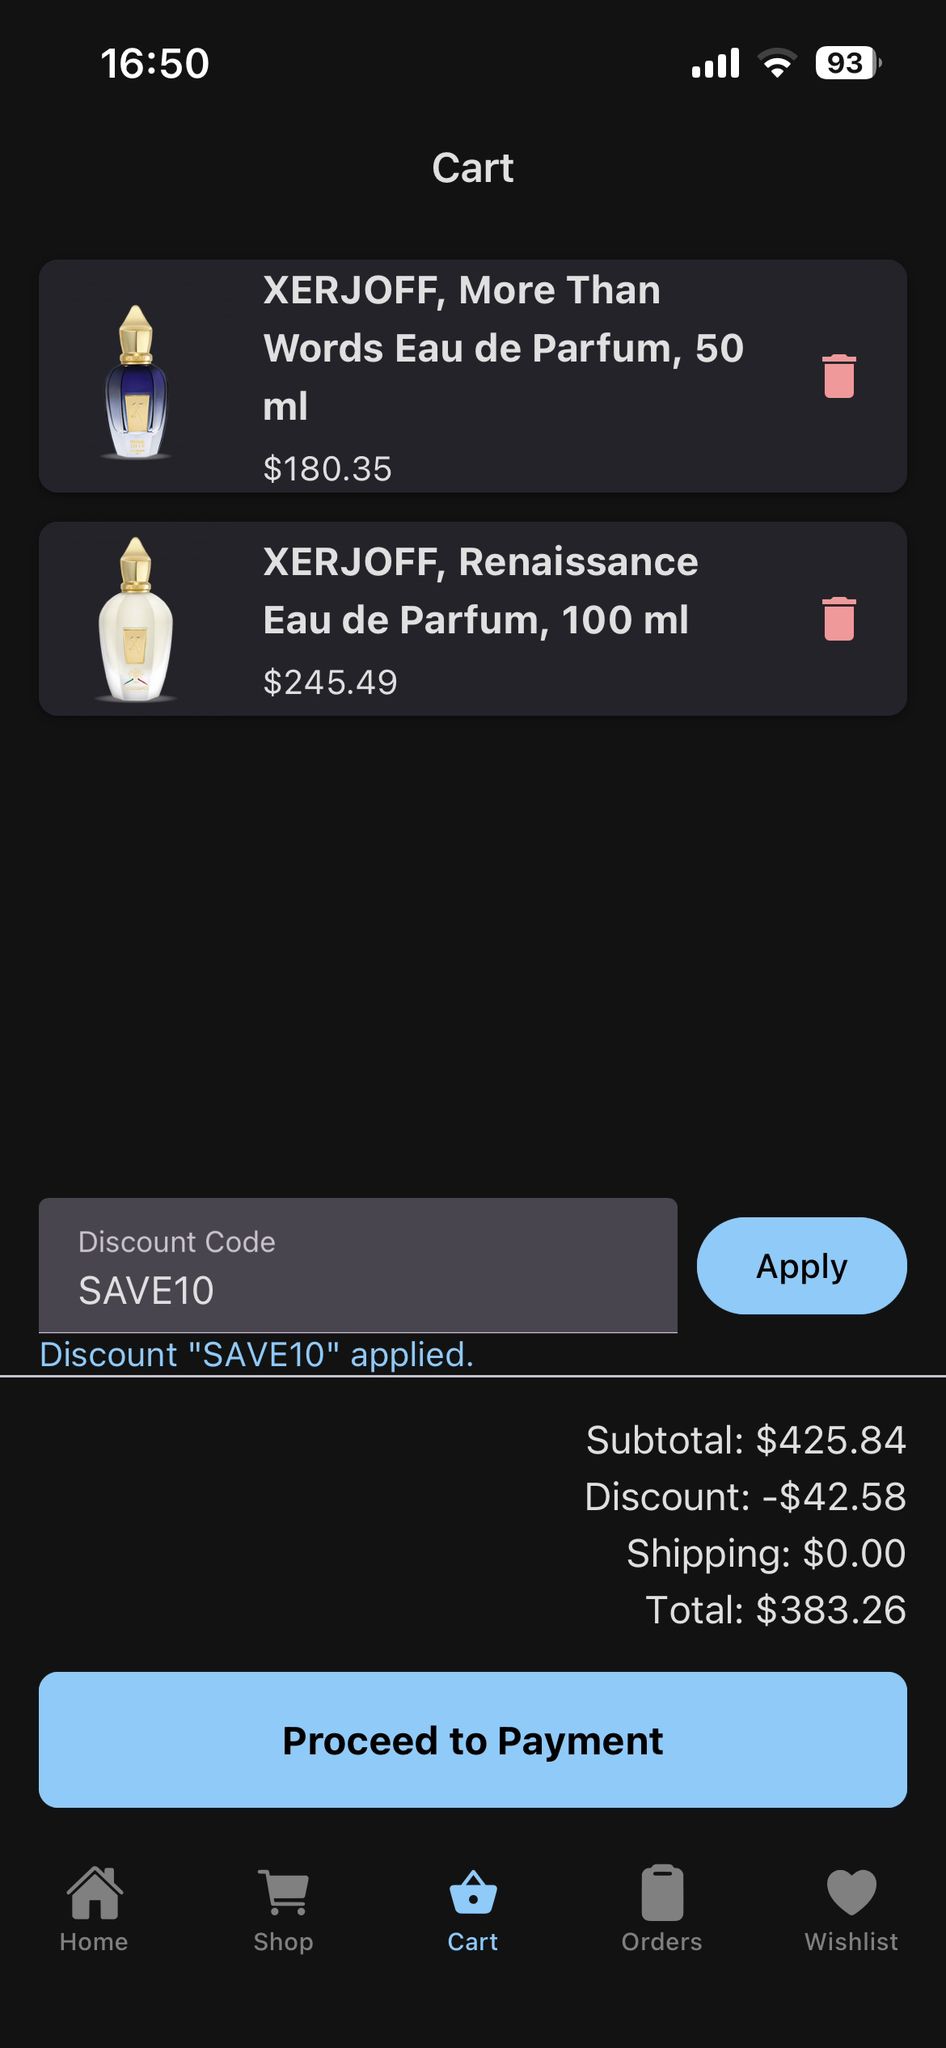 16:50
93
Cart
XERJOFF, More Than
Words Eau de Parfum, 50
ml
$180.35
XERJOFF, Renaissance
Eau de Parfum, 100 ml
$245.49
Discount Code
SAVE10
Apply
Discount "SAVE10" applied.
Subtotal: $425.84
Discount: -$42.58
Shipping: $0.00
Total: $383.26
Proceed to Payment
Home
Shop
Cart
Orders
Wishlist